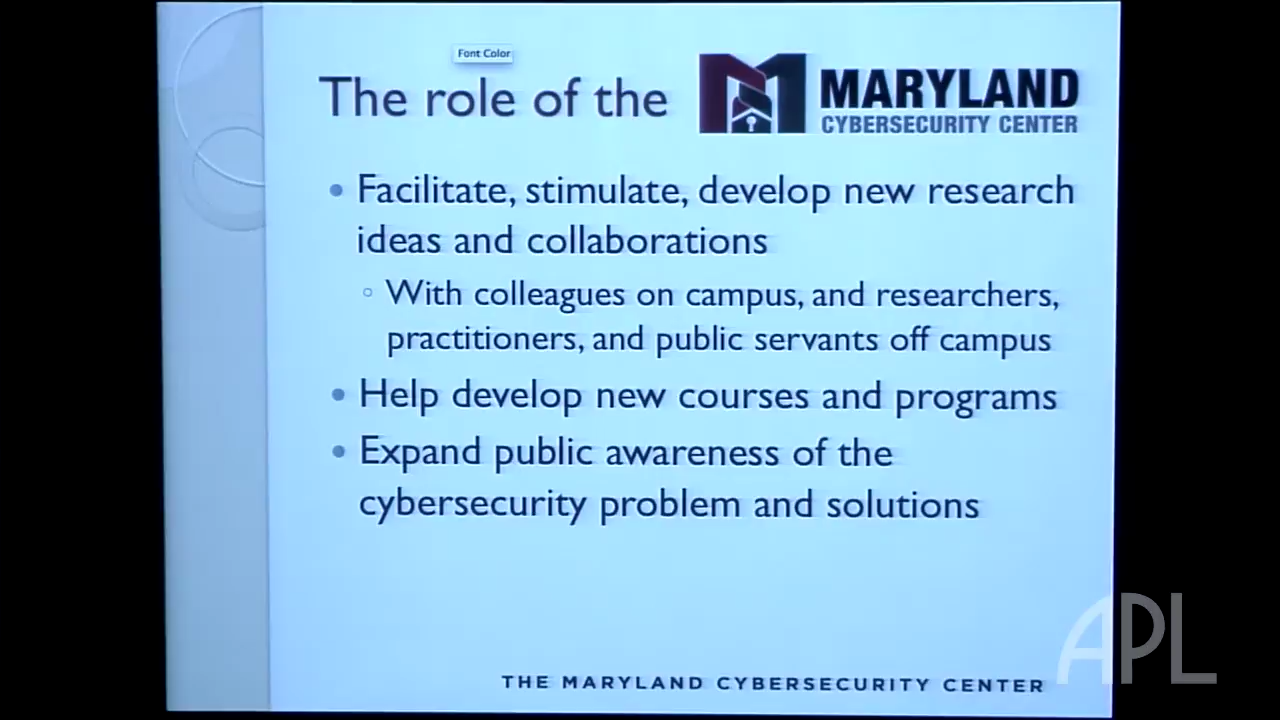 Font Color
The role of the
MARYLAND
CYBERSECURITY CENTER
• Facilitate, stimulate, develop new research
ideas and collaborations
◦ With colleagues on campus, and researchers,
practitioners, and public servants off campus
• Help develop new courses and programs
• Expand public awareness of the
cybersecurity problem and solutions
THE MARYLAND CYBERSECURITY CENTER
APL